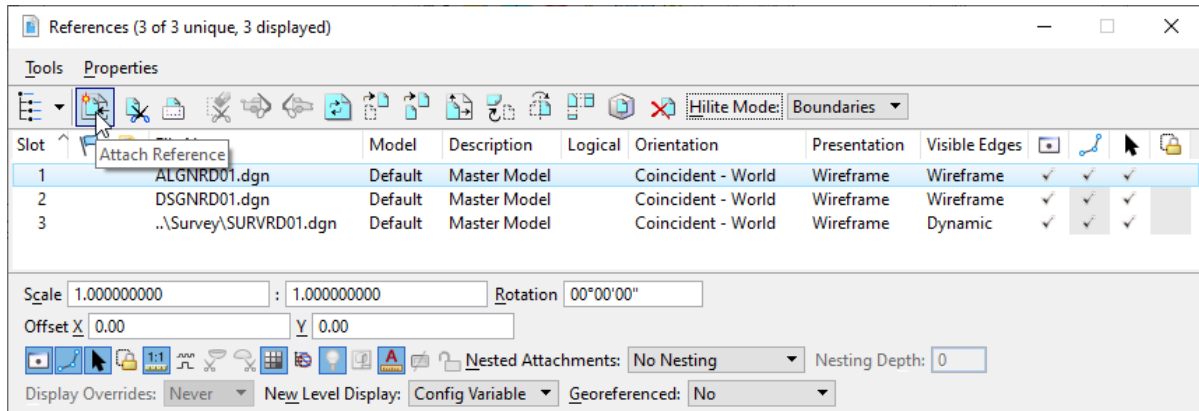 References (3 of 3 unique, 3 displayed)
Tools Properties
Hilite Mode: Boundaries
Slot Model Description Logical Orientation Presentation Visible Edges
Attach Reference
1 ALGNRD01.dgn Default Master Model Coincident - World Wireframe Wireframe
2 DSGNRD01.dgn Default Master Model Coincident - World Wireframe Wireframe
3 ..\Survey\SURVRD01.dgn Default Master Model Coincident - World Wireframe Dynamic
Scale 1.000000000 : 1.000000000 Rotation 00°00'00"
Offset X 0.00 Y 0.00
1:1 A Nested Attachments: No Nesting Nesting Depth: 0
Display Overrides: Never New Level Display: Config Variable Georeferenced: No